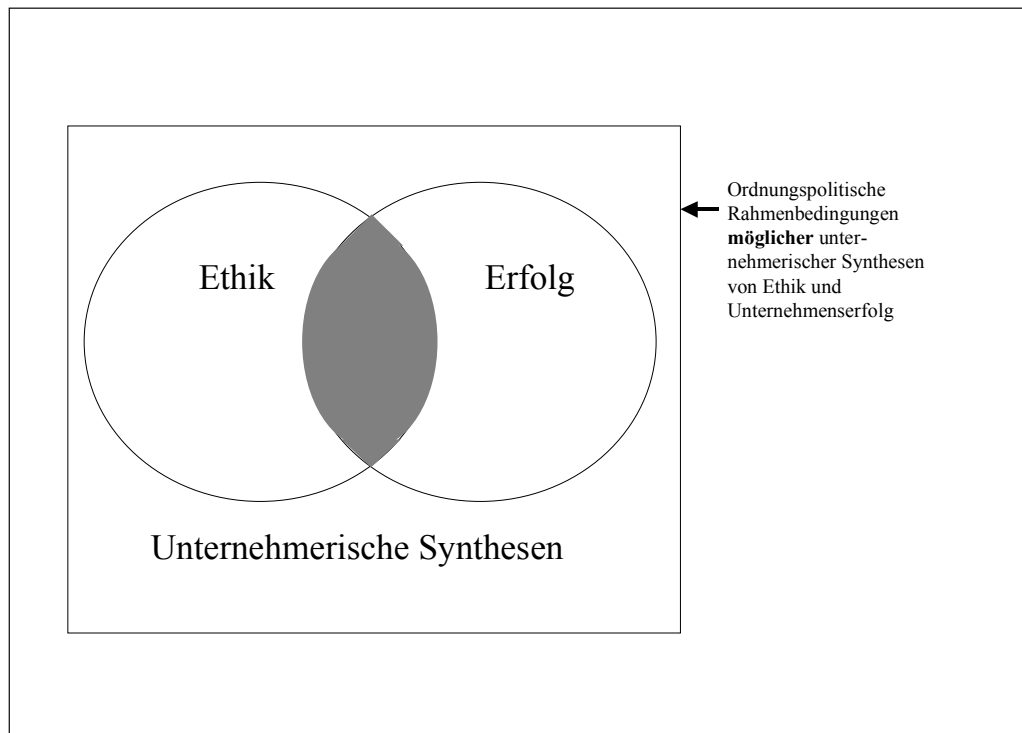 Ethik
Erfolg
Unternehmerische Synthesen
Ordnungspolitische
Rahmenbedingungen
möglicher unter-
nehmerischer Synthesen
von Ethik und
Unternehmenserfolg